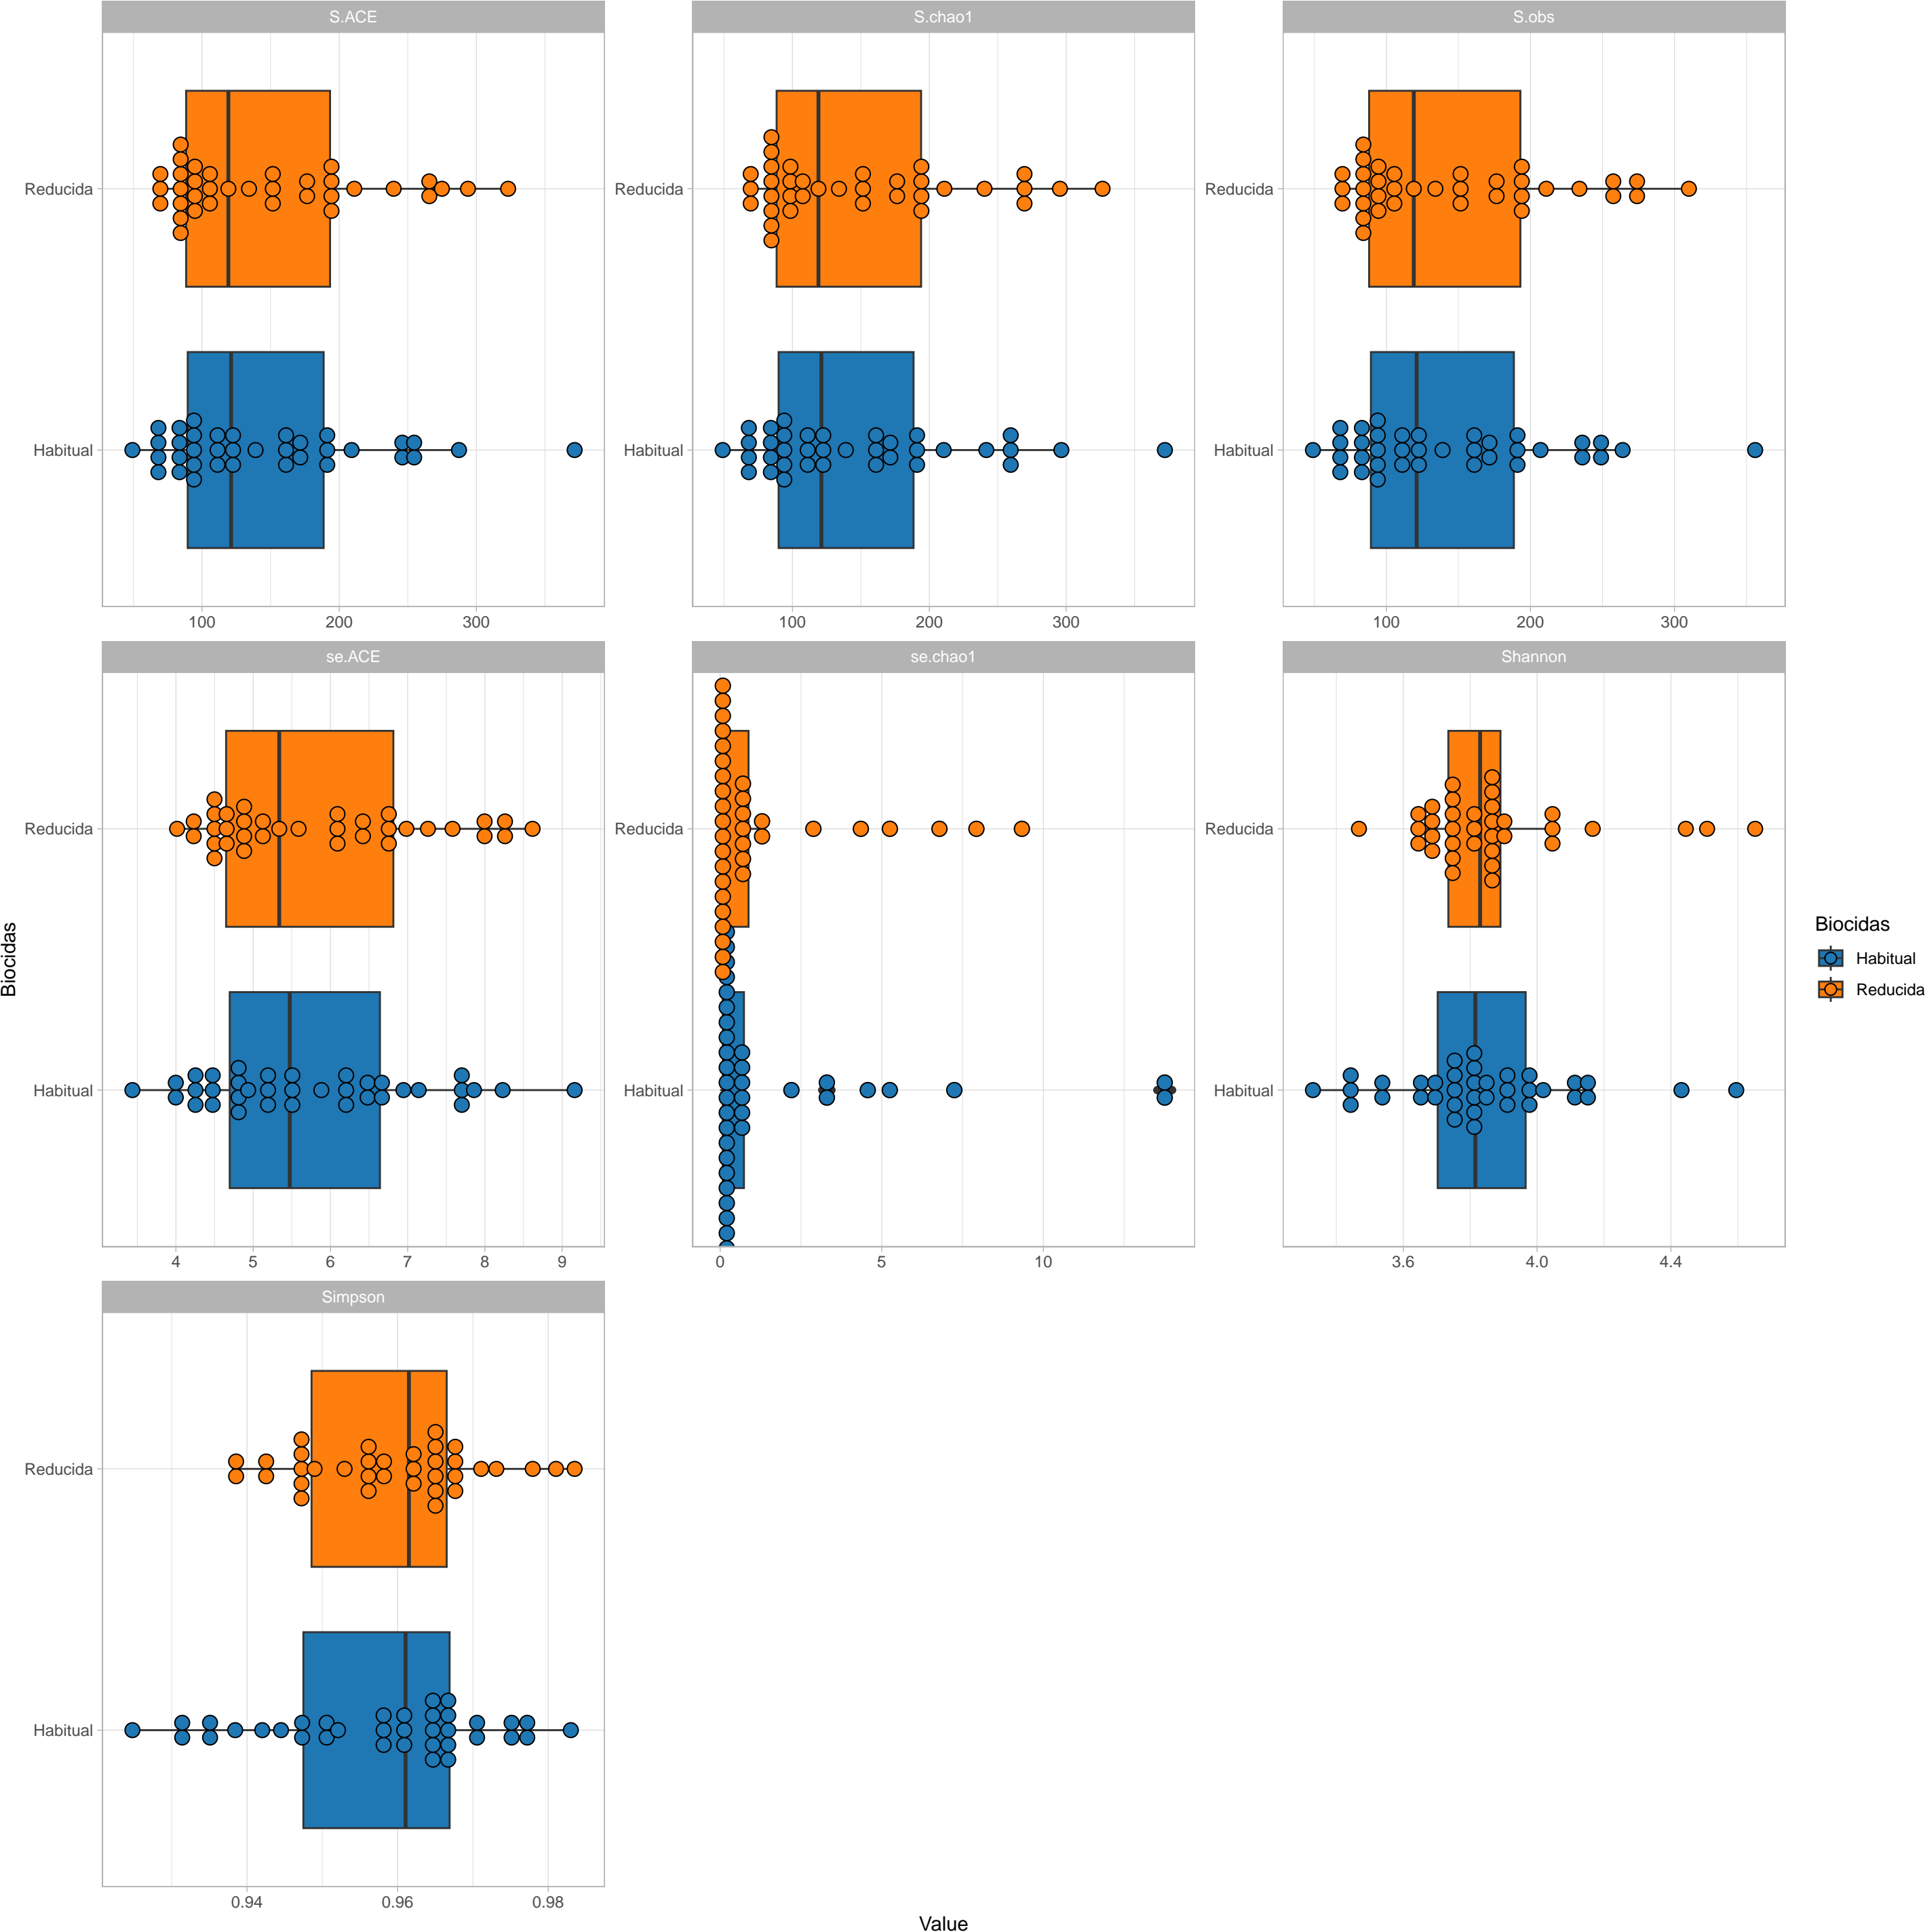 S.ACE
S.chao1
S.obs
Reducida
Habitual
Reducida
Habitual
Reducida
Habitual
100 200 300
100 200 300
100 200 300
se.ACE
se.chao1
Shannon
Reducida
Habitual
Reducida
Habitual
Reducida
Habitual
4 5 6 7 8 9
0 5 10
3.6 4.0 4.4
Simpson
Reducida
Habitual
0.94 0.96 0.98
Value
Biocidas
Biocidas
Habitual
Reducida